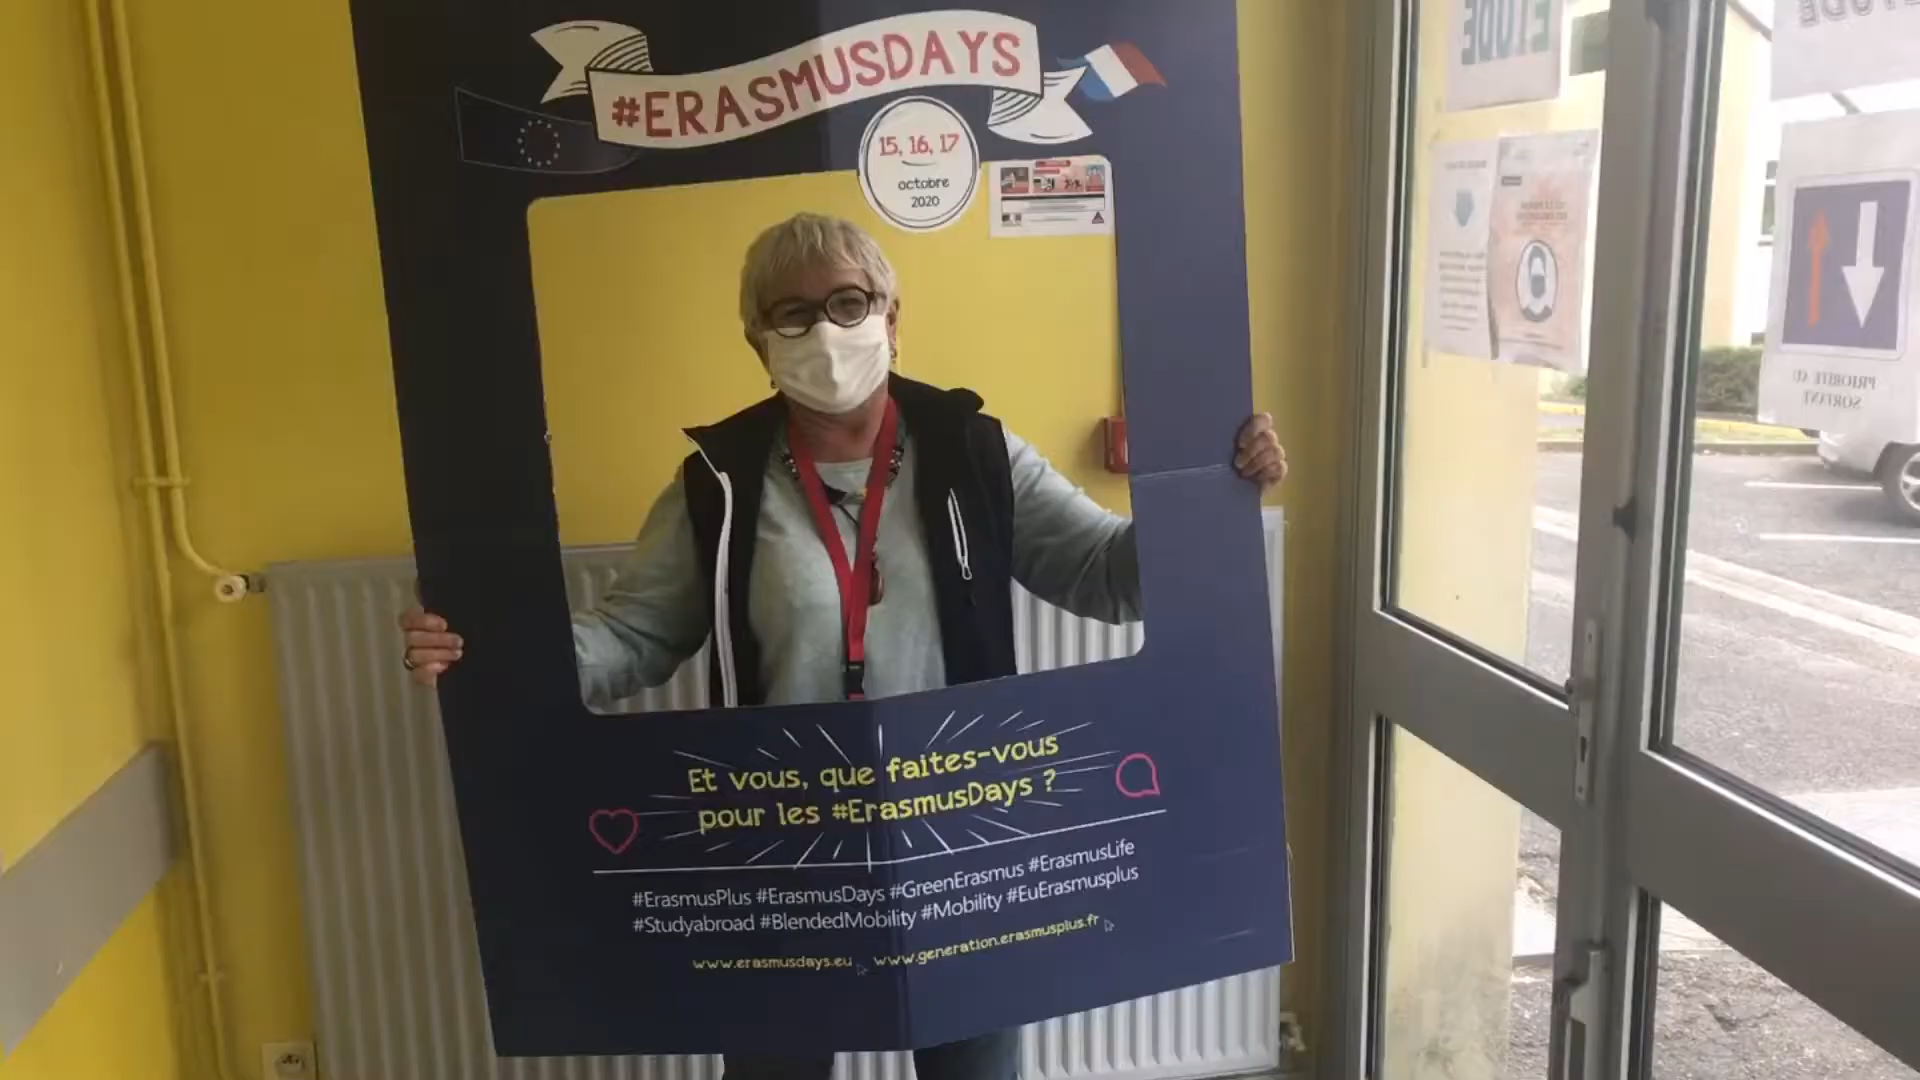 #ERASMUSDAYS
15, 16, 17
octobre
2020
Et vous, que faites-vous
pour les #ErasmusDays ?
#ErasmusPlus #ErasmusDays #GreenErasmus #ErasmusLife
#Studyabroad #BlendedMobility #Mobility #EuErasmusplus
www.erasmusdays.eu www.generation.erasmusplus.fr
ETUDE
PRIORITE AU
SORTANT